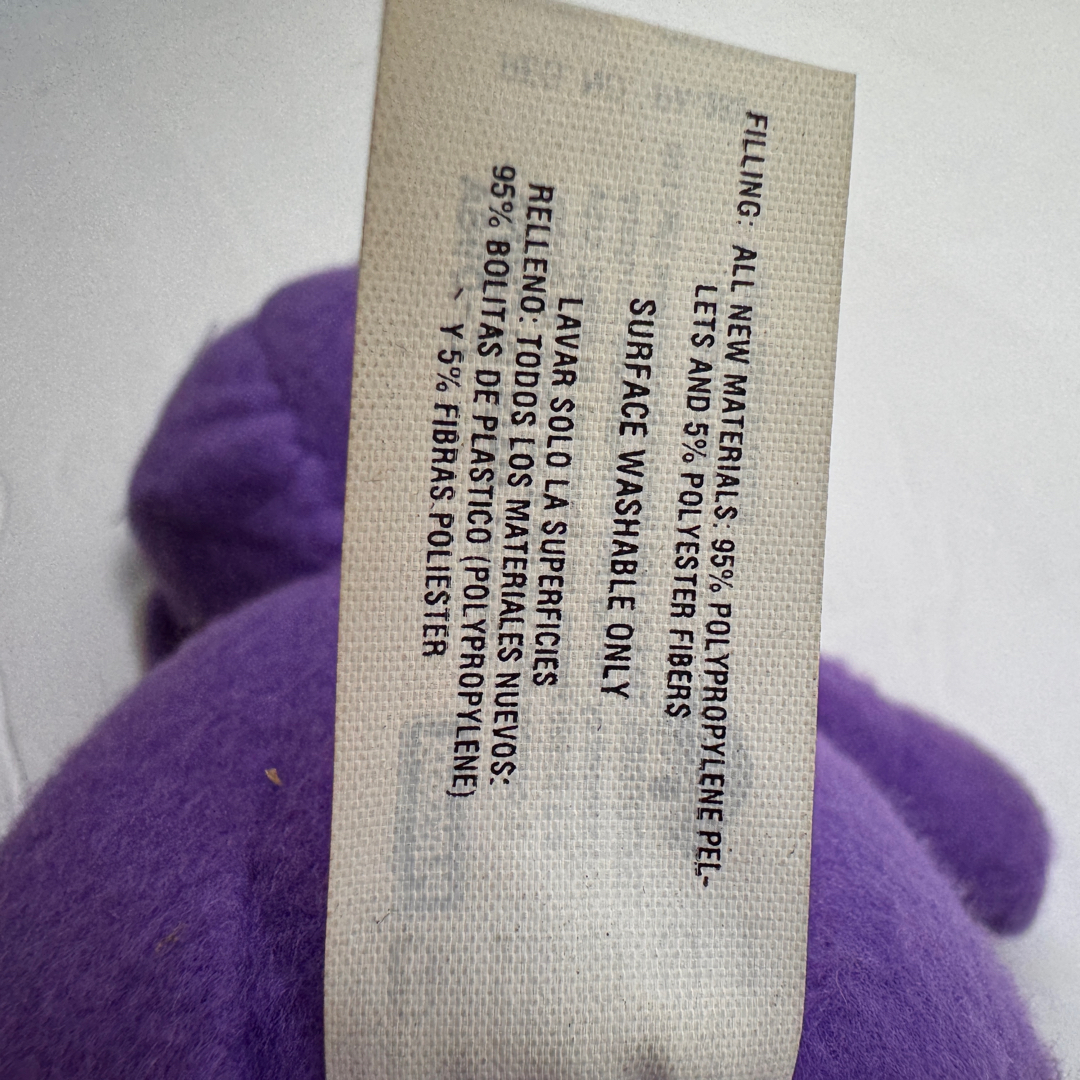 FILLING: ALL NEW MATERIALS: 95% POLYPROPYLENE PEL-
LETS AND 5% POLYESTER FIBERS
SURFACE WASHABLE ONLY
LAVAR SOLO LA SUPERFICIES
RELLENO: TODOS LOS MATERIALES NUEVOS:
95% BOLITAS DE PLASTICO (POLYPROPYLENE)
Y 5% FIBRAS POLIESTER